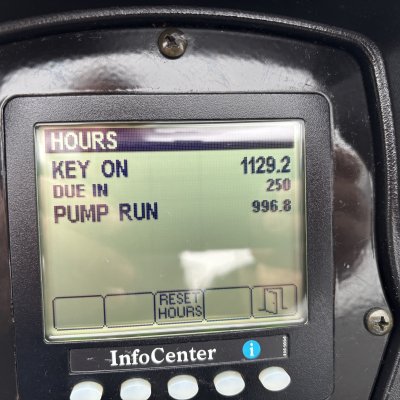 HOURS
KEY ON 1129.2
DUE IN 250
PUMP RUN 996.8
RESET
HOURS
InfoCenter i